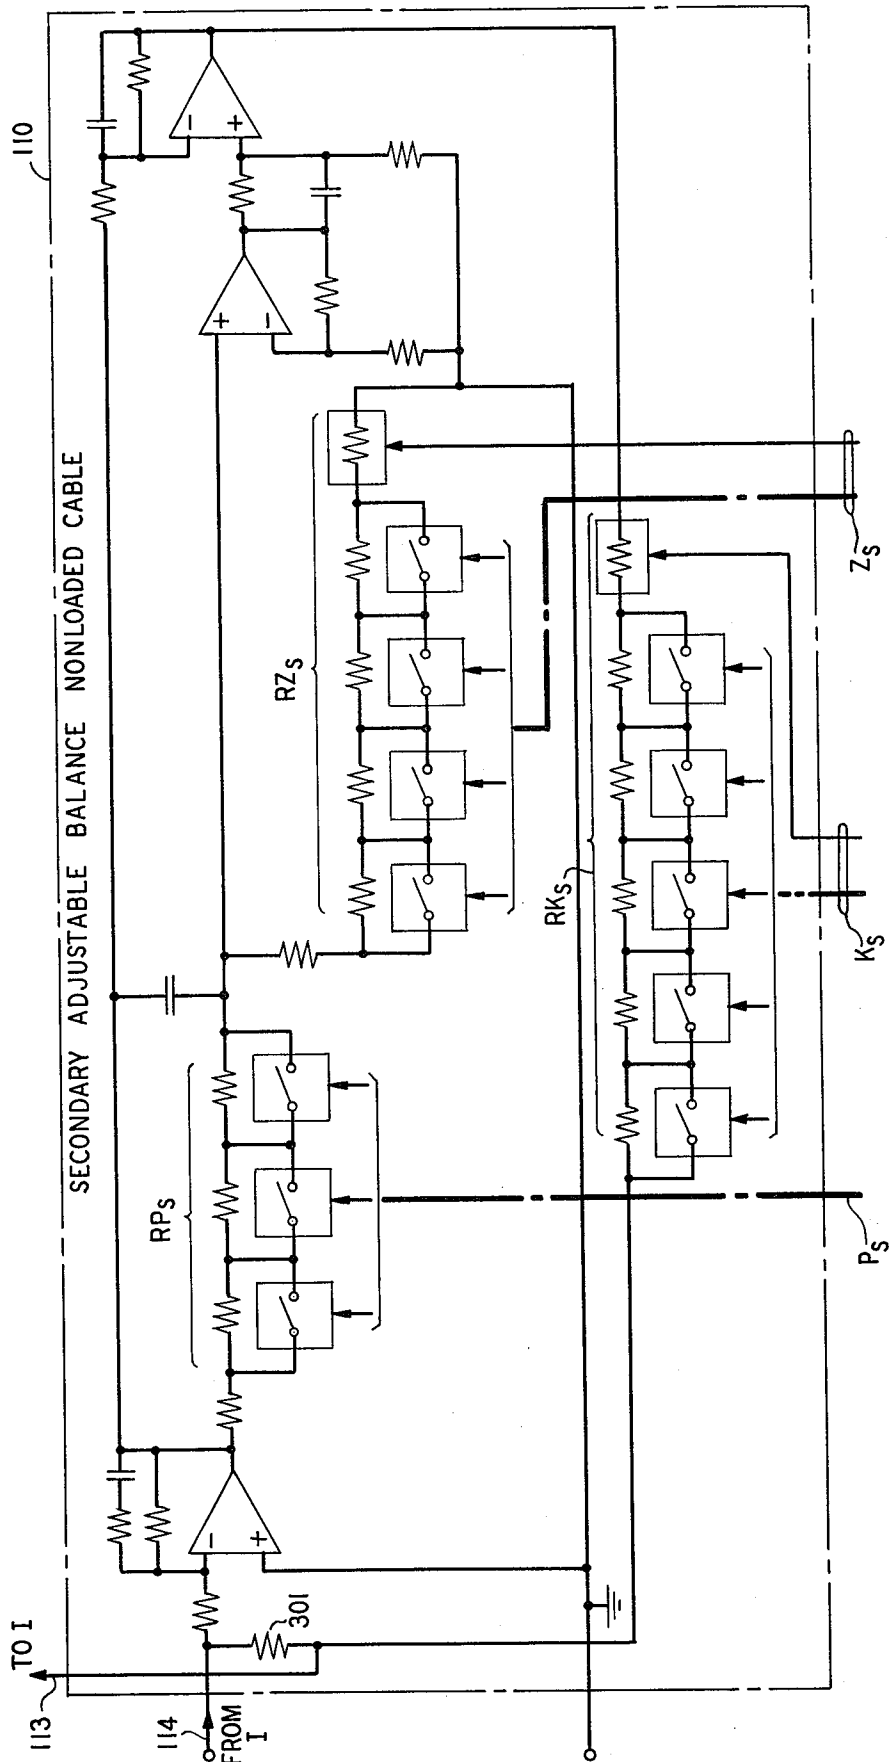 110
SECONDARY ADJUSTABLE BALANCE NONLOADED CABLE
−
+
+
−
RZS
ZS
RKS
KS
RPS
PS
−
+
301
TO I
113
114
FROM
I